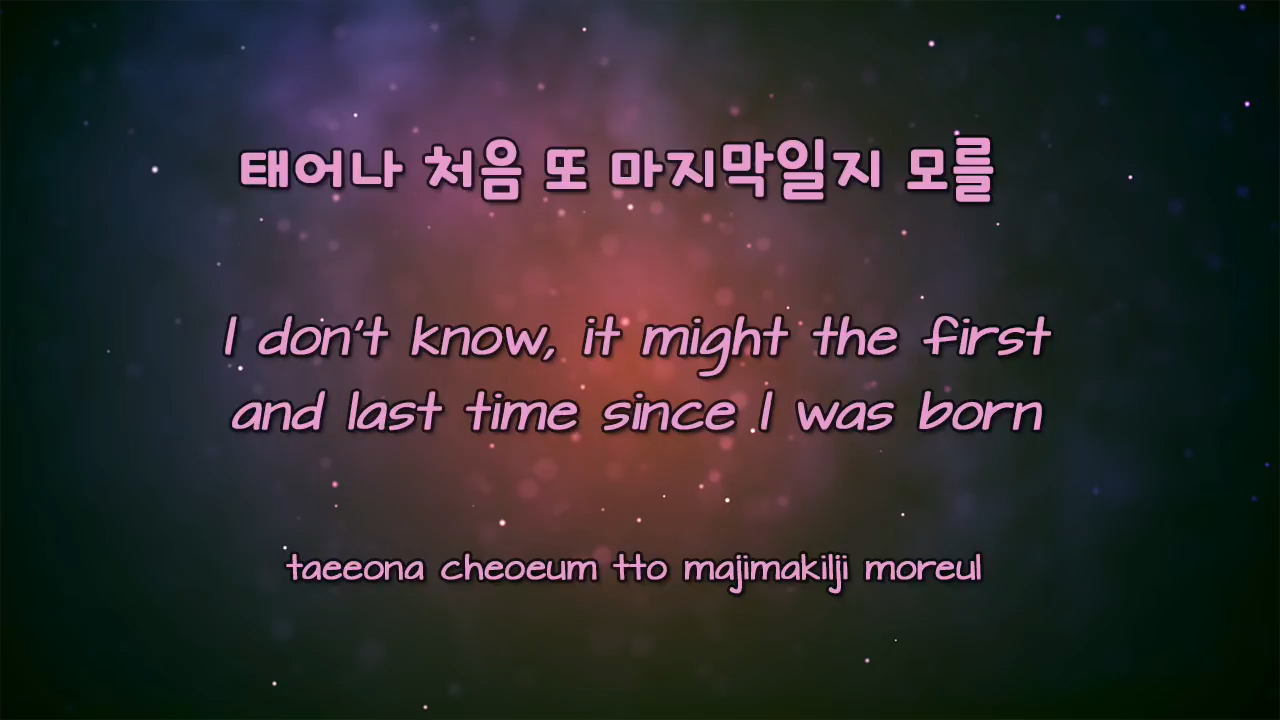 태어나 처음 또 마지막일지 모를
I don't know, it might the first
and last time since I was born
taeeona cheoeum tto majimakilji moreul